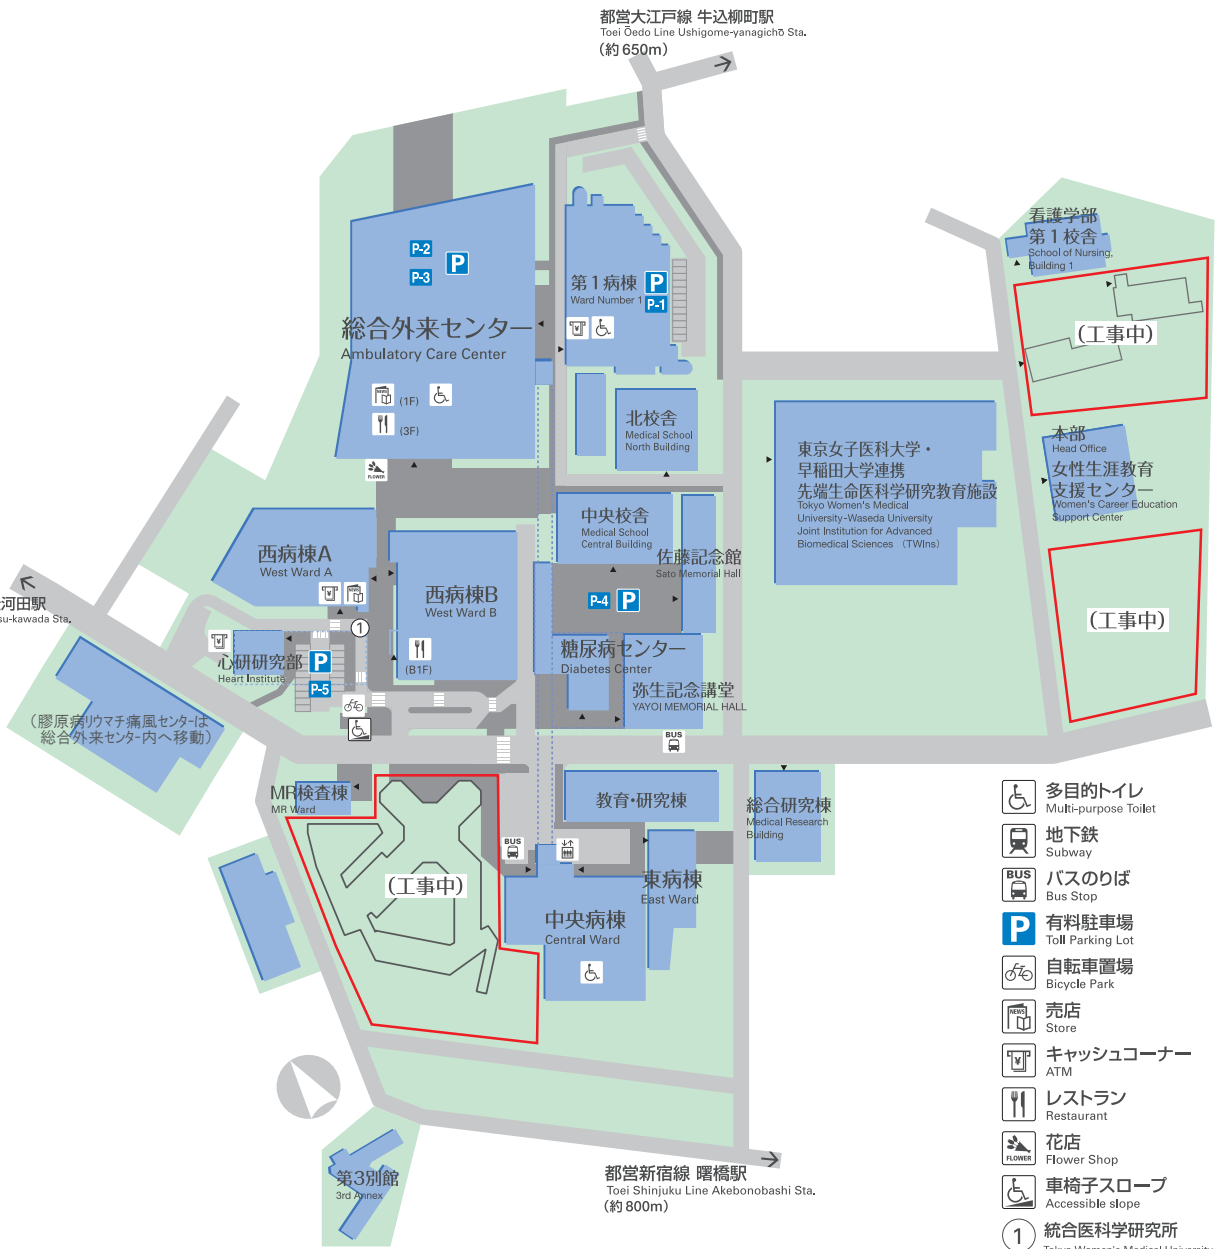 都営大江戸線 牛込柳町駅
Toei Ōedo Line Ushigome-yanagichō Sta.
(約650m)
看護学部
第1校舎
School of Nursing,
Building 1
(工事中)
P-2
P-3
P
総合外来センター
Ambulatory Care Center
NEWS
(1F)
(3F)
FLOWER
第1病棟
Ward Number 1
P
P-1
¥
北校舎
Medical School
North Building
東京女子医科大学・
早稲田大学連携
先端生命医科学研究教育施設
Tokyo Women's Medical
University-Waseda University
Joint Institution for Advanced
Biomedical Sciences (TWIns)
本部
Head Office
女性生涯教育
支援センター
Women's Career Education
Support Center
(工事中)
中央校舎
Medical School
Central Building
佐藤記念館
Sato Memorial Hall
P-4
P
西病棟A
West Ward A
¥
NEWS
西病棟B
West Ward B
(B1F)
1
河田駅
su-kawada Sta.
¥
心研研究部
Heart Institute
P
P-5
糖尿病センター
Diabetes Center
弥生記念講堂
YAYOI MEMORIAL HALL
(膠原病リウマチ痛風センターは
総合外来センター内へ移動)
BUS
MR検査棟
MR Ward
教育・研究棟
総合研究棟
Medical Research
Building
BUS
(工事中)
東病棟
East Ward
中央病棟
Central Ward
第3別館
3rd Annex
都営新宿線 曙橋駅
Toei Shinjuku Line Akebonobashi Sta.
(約800m)
多目的トイレ
Multi-purpose Toilet
地下鉄
Subway
BUS
バスのりば
Bus Stop
P
有料駐車場
Toll Parking Lot
自転車置場
Bicycle Park
NEWS
売店
Store
¥
キャッシュコーナー
ATM
レストラン
Restaurant
FLOWER
花店
Flower Shop
車椅子スロープ
Accessible slope
1
統合医科学研究所
Tokyo Women's Medical University